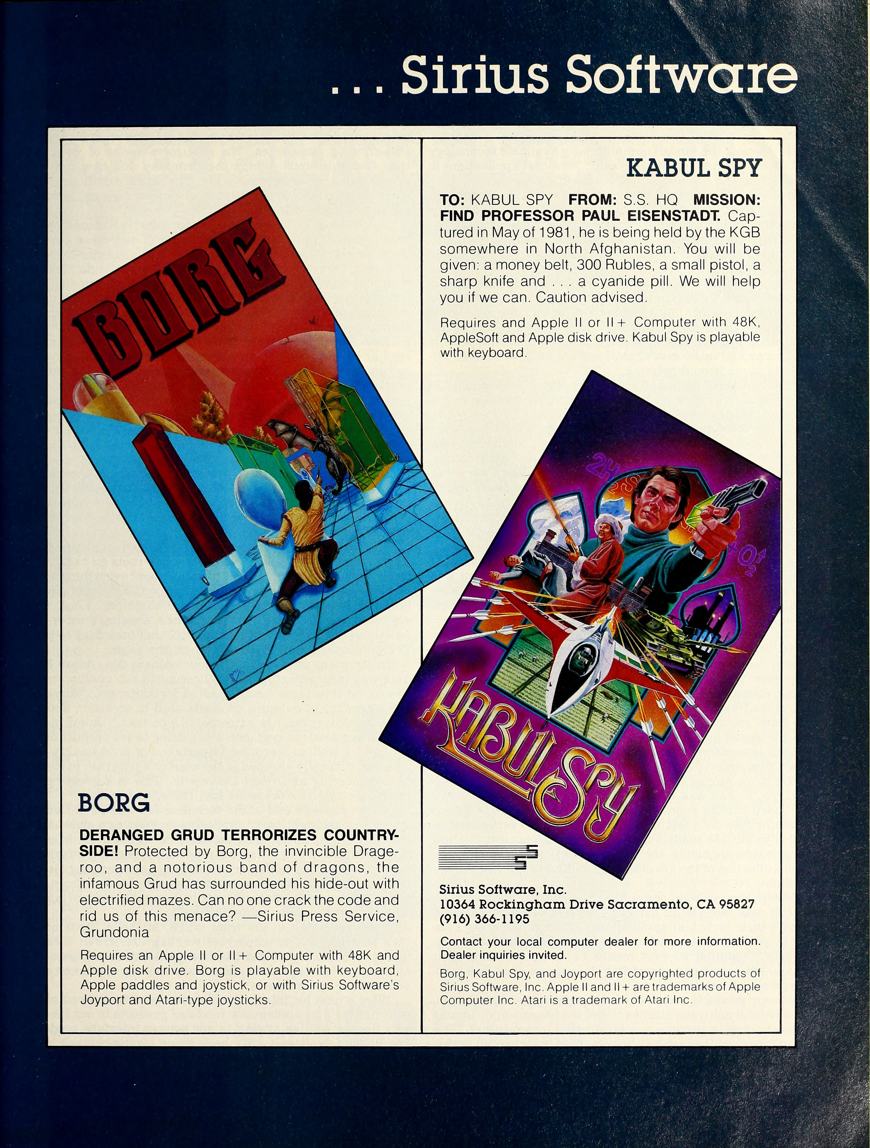 ... Sirius Software
BORG
BORG
DERANGED GRUD TERRORIZES COUNTRY-
SIDE! Protected by Borg, the invincible Drage-
roo, and a notorious band of dragons, the
infamous Grud has surrounded his hide-out with
electrified mazes. Can no one crack the code and
rid us of this menace? —Sirius Press Service,
Grundonia
Requires an Apple II or II+ Computer with 48K and
Apple disk drive. Borg is playable with keyboard,
Apple paddles and joystick, or with Sirius Software's
Joyport and Atari-type joysticks.
KABUL SPY
TO: KABUL SPY FROM: S.S. HQ MISSION:
FIND PROFESSOR PAUL EISENSTADT. Cap-
tured in May of 1981, he is being held by the KGB
somewhere in North Afghanistan. You will be
given: a money belt, 300 Rubles, a small pistol, a
sharp knife and ... a cyanide pill. We will help
you if we can. Caution advised.
Requires and Apple II or II+ Computer with 48K,
AppleSoft and Apple disk drive. Kabul Spy is playable
with keyboard.
KABUL SPY
Sirius Software, Inc.
10364 Rockingham Drive Sacramento, CA 95827
(916) 366-1195
Contact your local computer dealer for more information.
Dealer inquiries invited.
Borg, Kabul Spy, and Joyport are copyrighted products of
Sirius Software, Inc. Apple II and II+ are trademarks of Apple
Computer Inc. Atari is a trademark of Atari Inc.